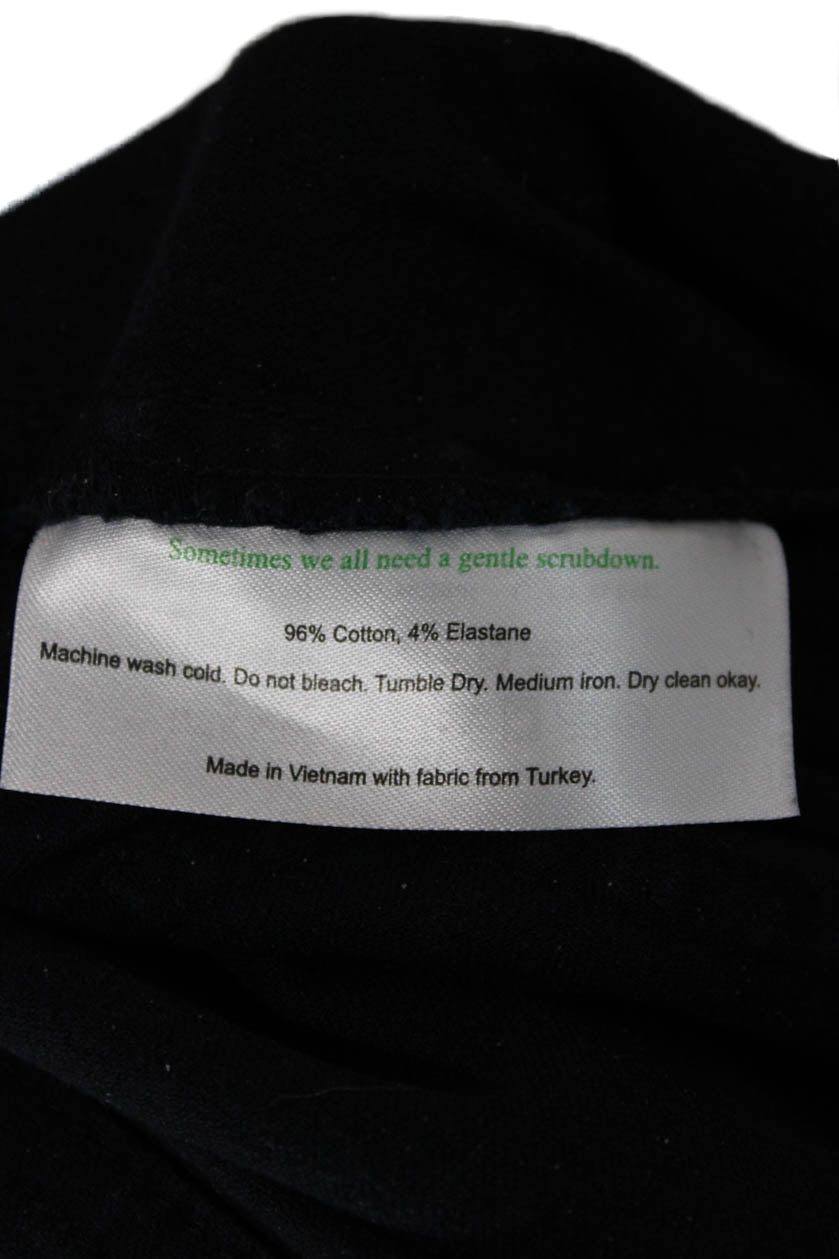 Sometimes we all need a gentle scrubdown.
96% Cotton, 4% Elastane
Machine wash cold. Do not bleach. Tumble Dry. Medium iron. Dry clean okay.
Made in Vietnam with fabric from Turkey.